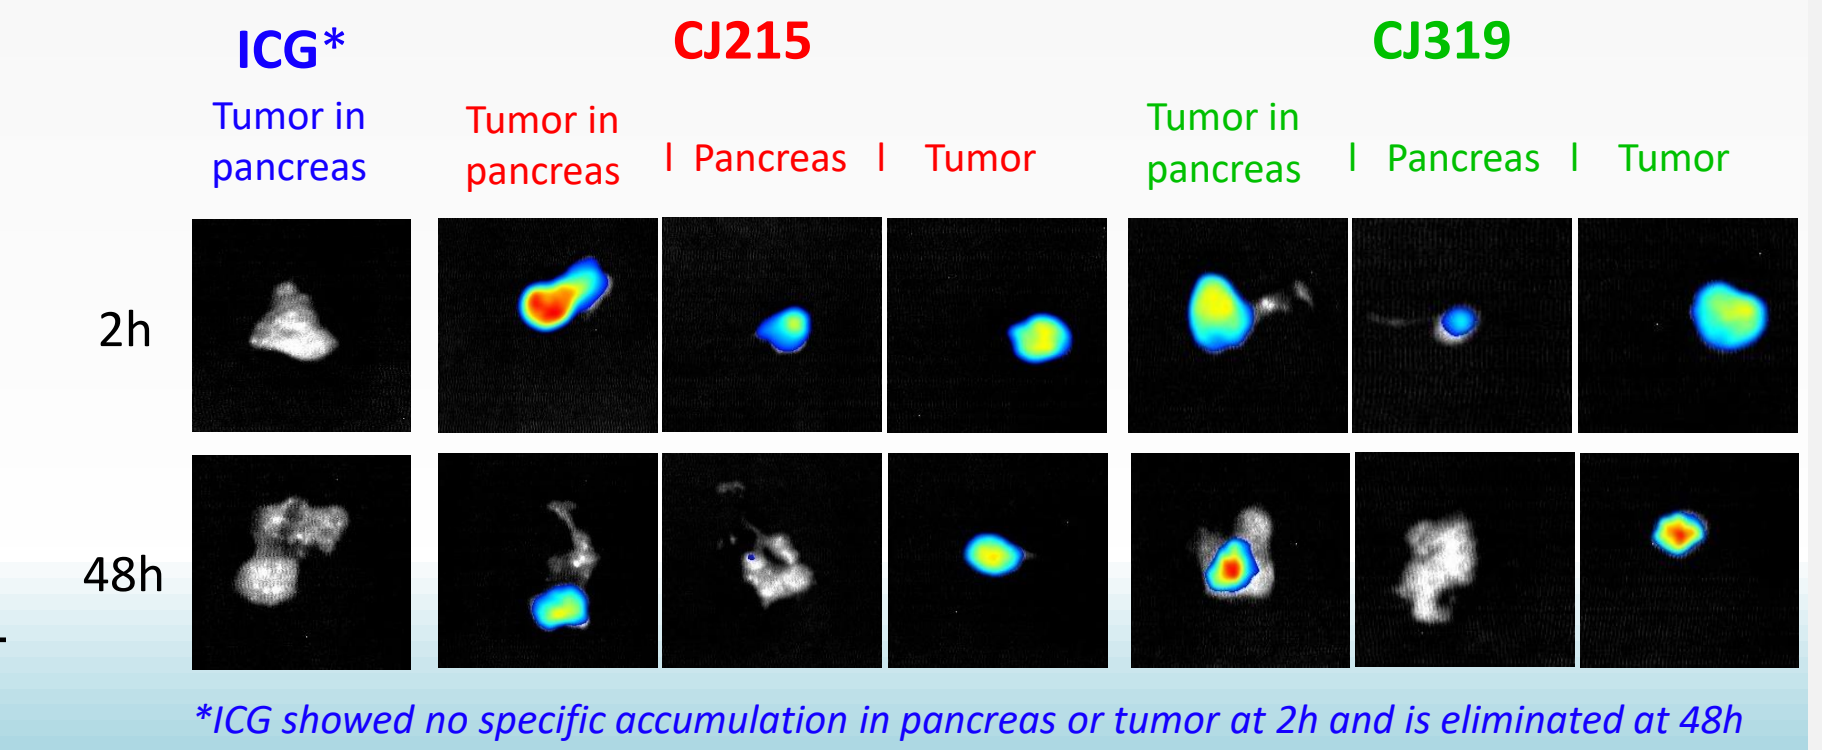 ICG*
CJ215
CJ319
Tumor in
pancreas
Tumor in
pancreas
| Pancreas | Tumor
Tumor in
pancreas
| Pancreas | Tumor
2h
48h
*ICG showed no specific accumulation in pancreas or tumor at 2h and is eliminated at 48h